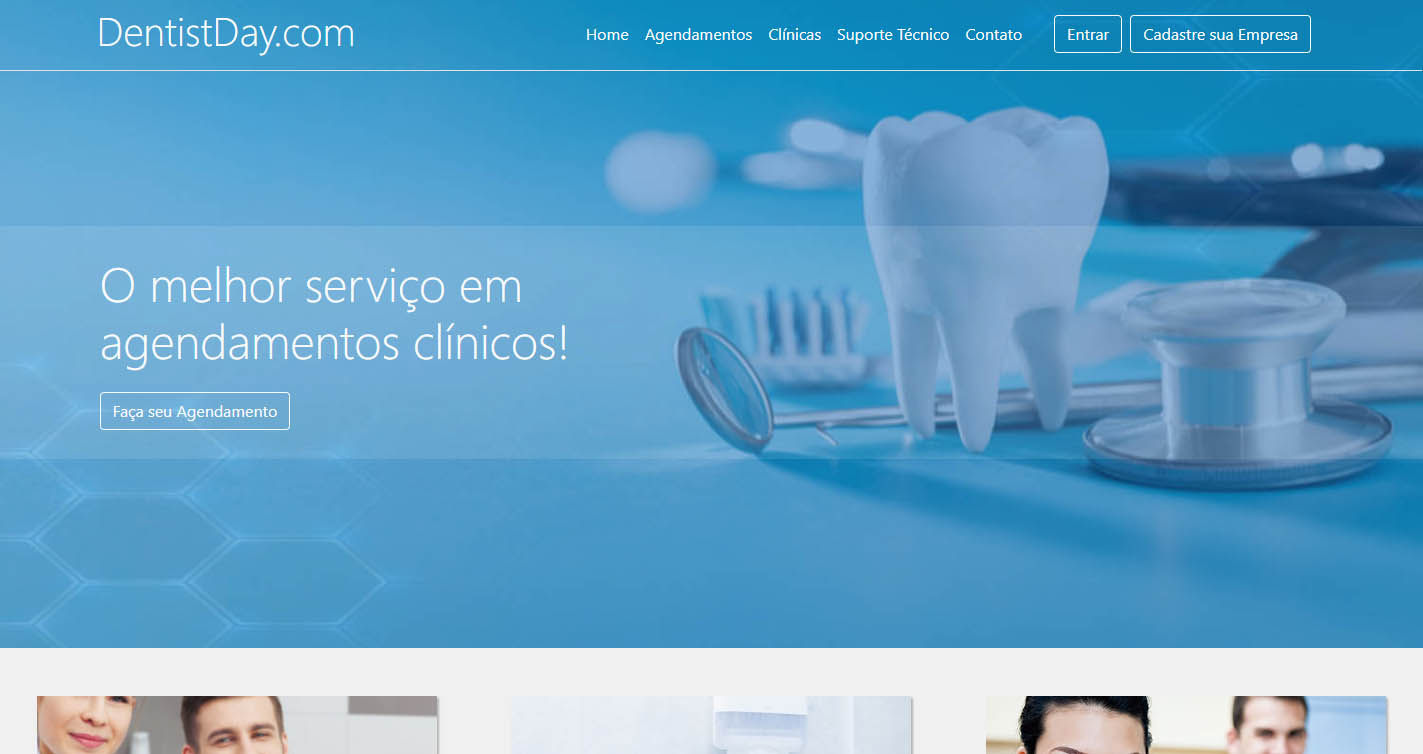 DentistDay.com
Home Agendamentos Clínicas Suporte Técnico Contato Entrar Cadastre sua Empresa
O melhor serviço em
agendamentos clínicos!
Faça seu Agendamento